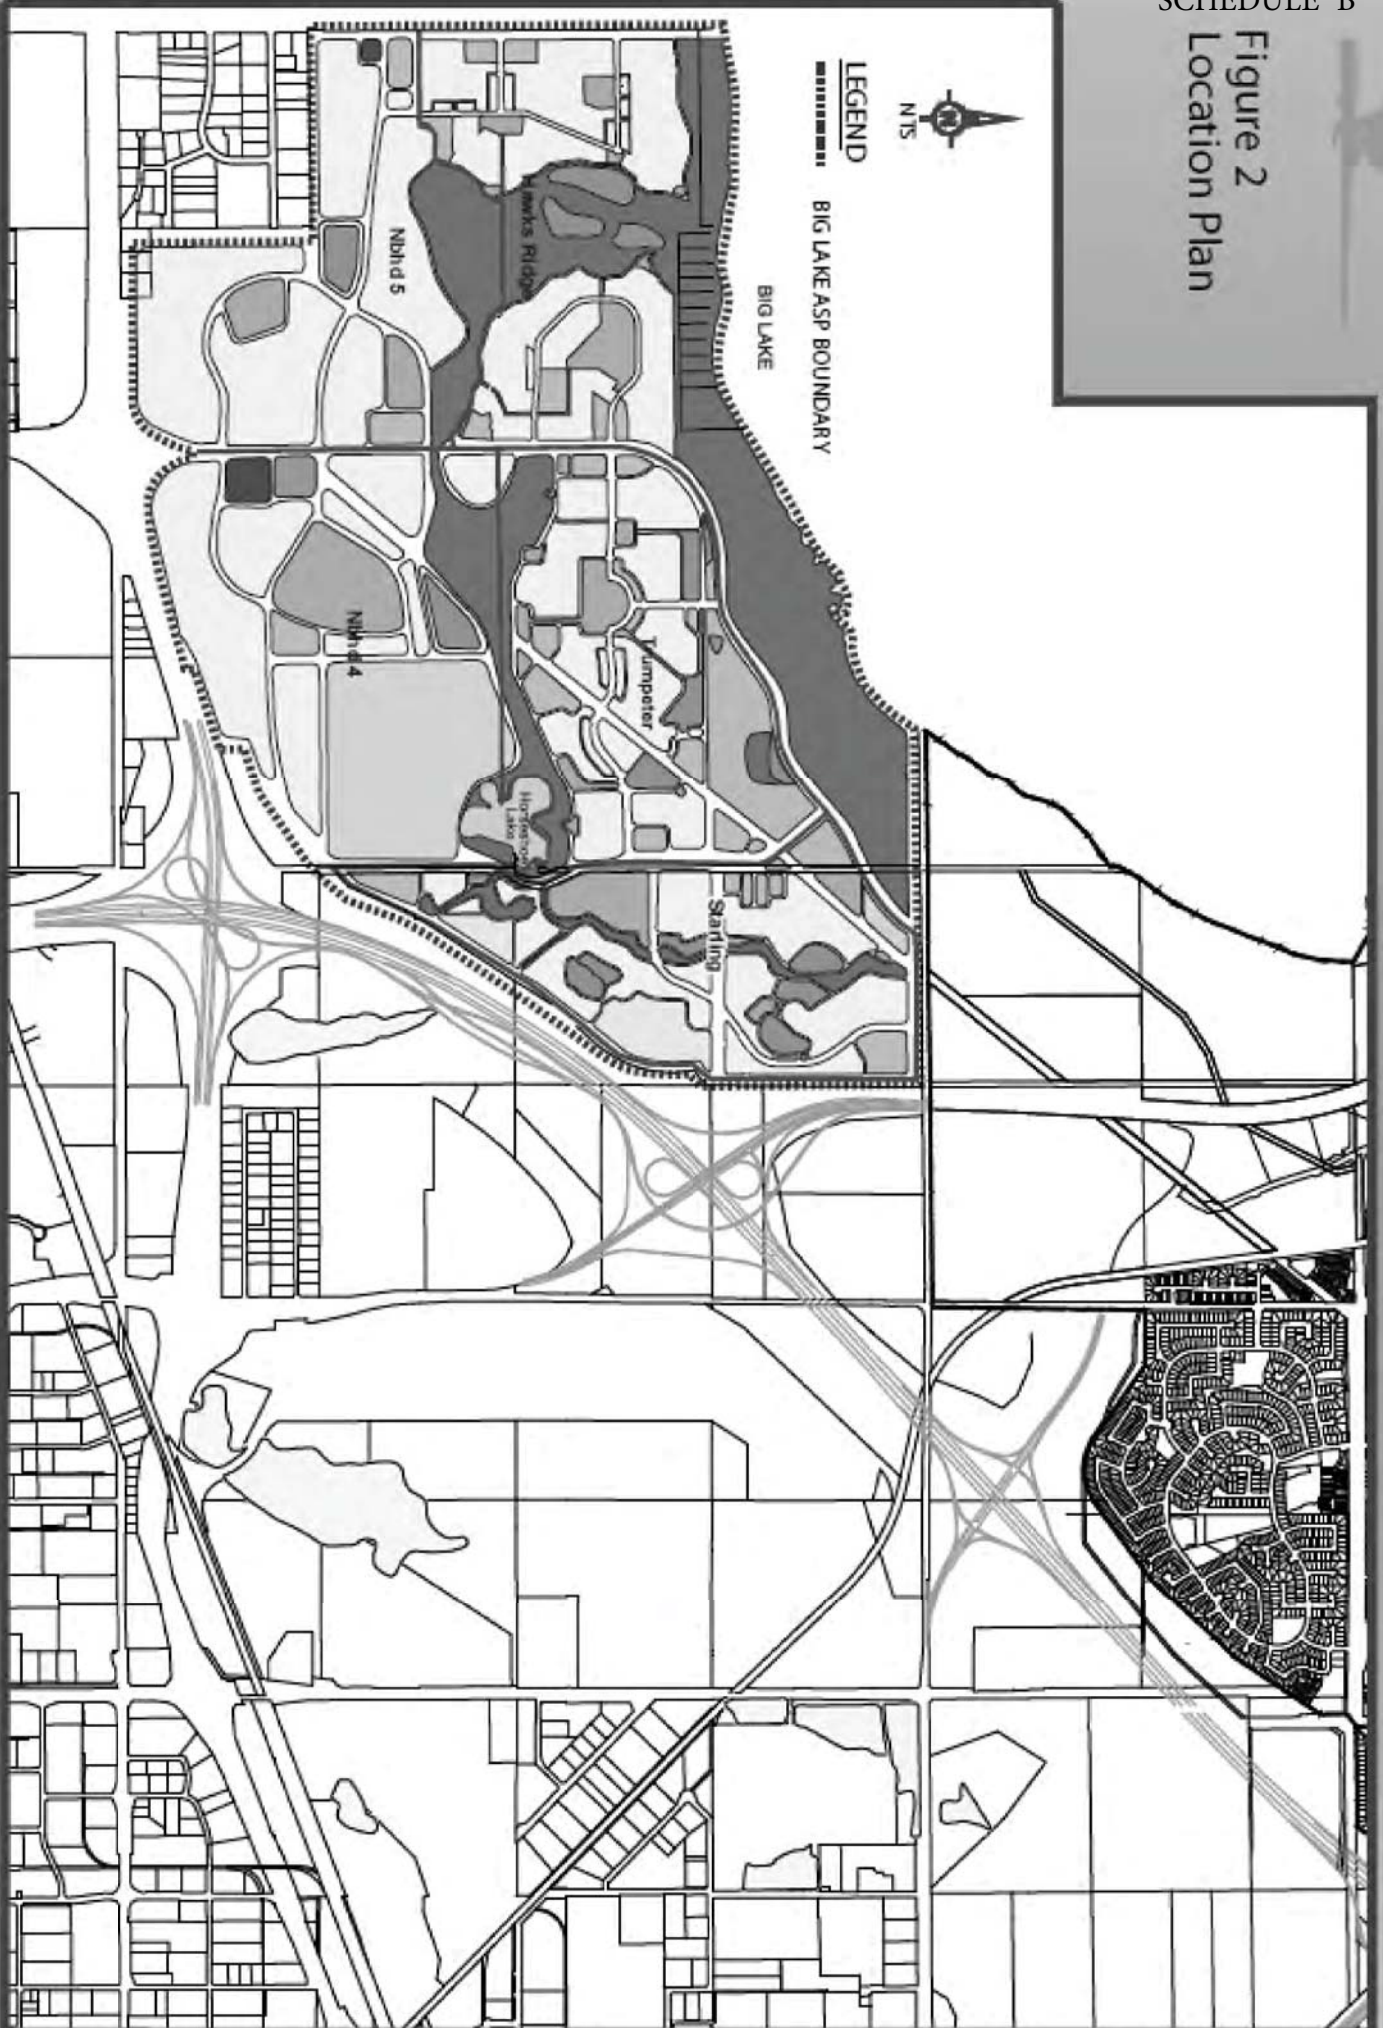 SCHEDULE "B"
Figure 2
Location Plan
N
NTS
LEGEND
BIG LAKE ASP BOUNDARY
BIG LAKE
Hawks Ridge
Nbhd 5
Trumpeter
Nbhd 4
Horseshoe
Lake
Starling